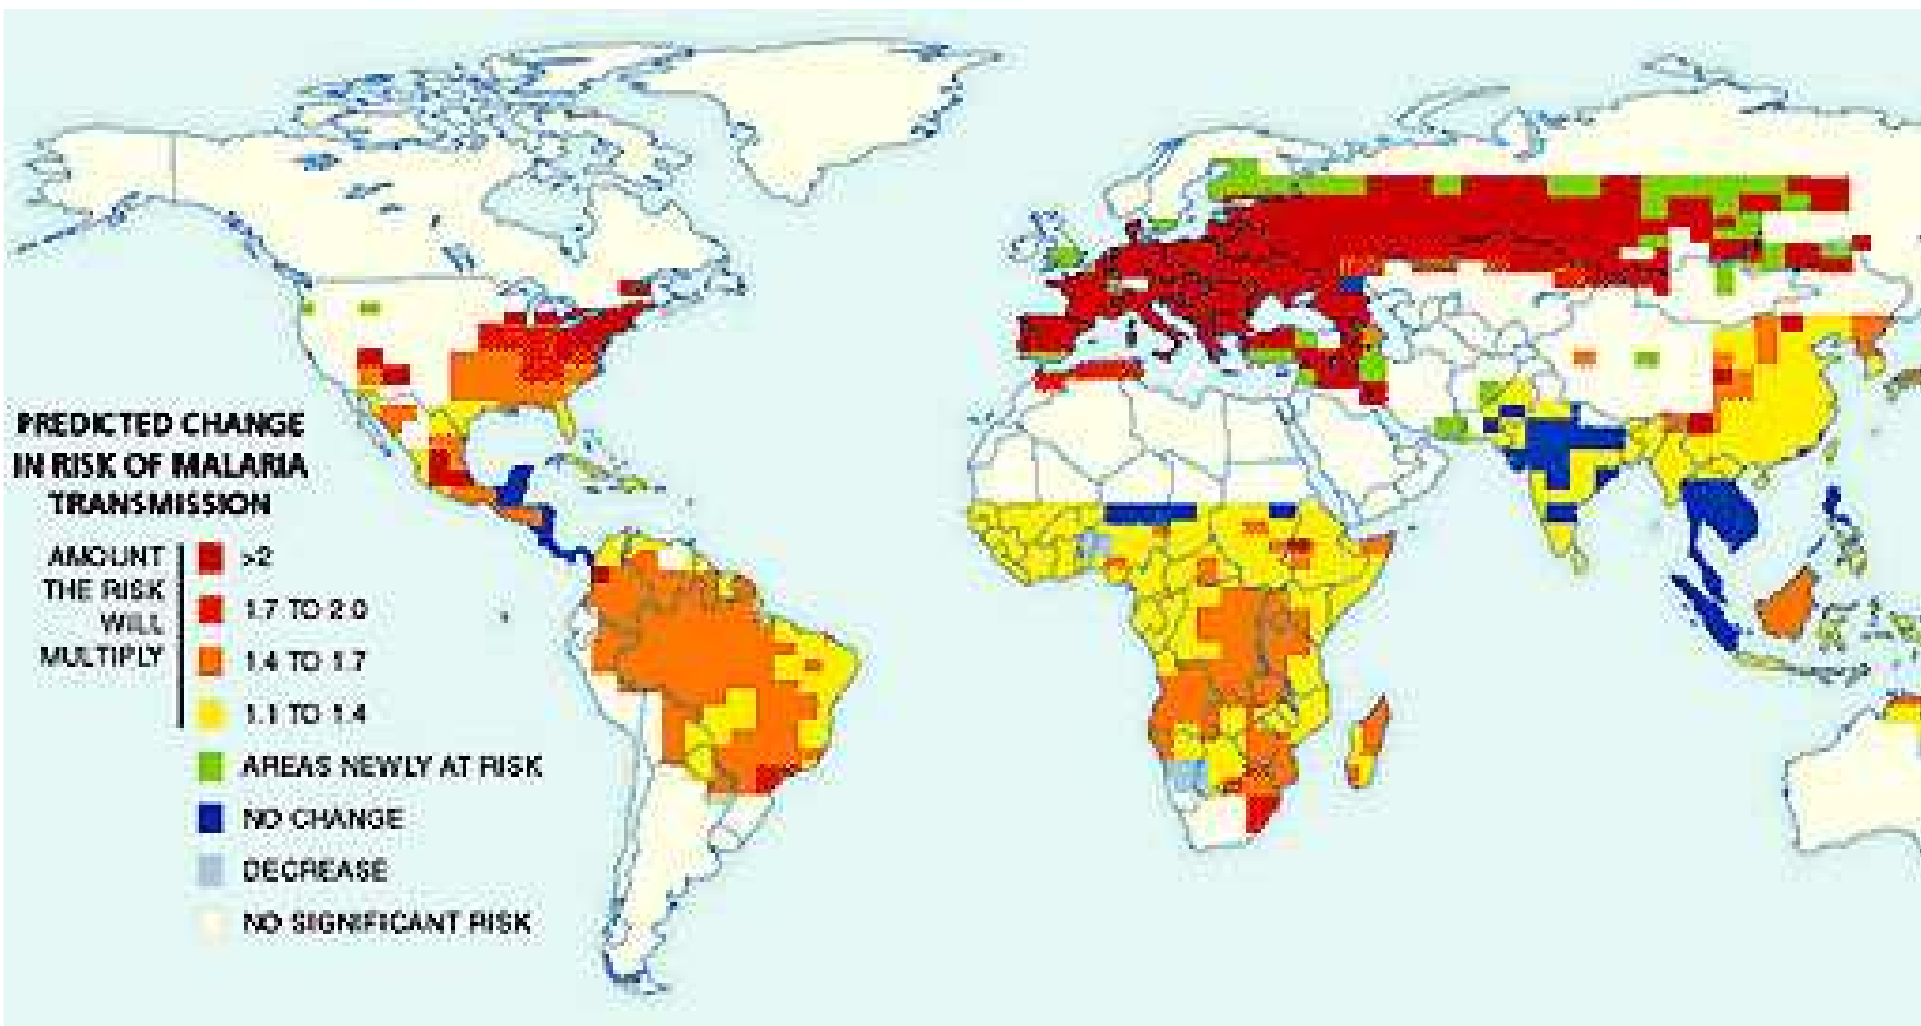 PREDICTED CHANGE
IN RISK OF MALARIA
TRANSMISSION
AMOUNT
THE RISK
WILL
MULTIPLY
>2
1.7 TO 2.0
1.4 TO 1.7
1.1 TO 1.4
AREAS NEWLY AT RISK
NO CHANGE
DECREASE
NO SIGNIFICANT RISK